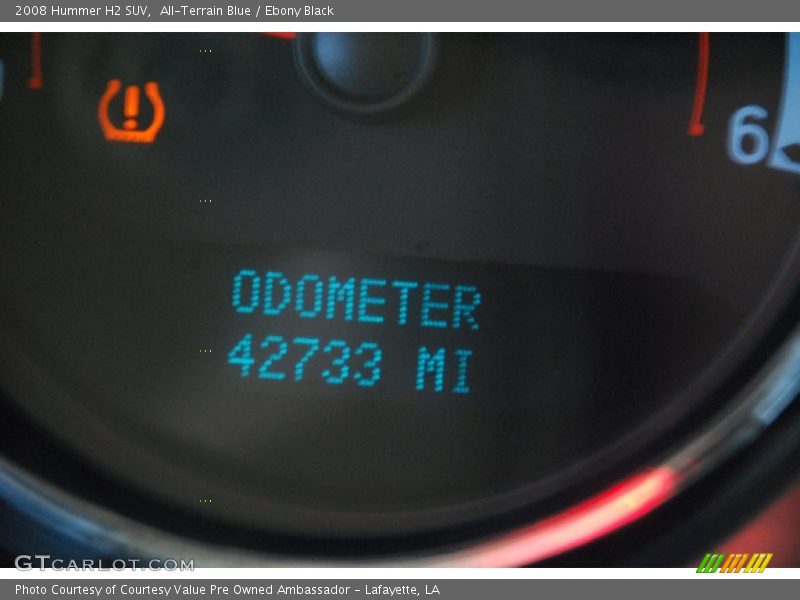 2008 Hummer H2 SUV,  All-Terrain Blue / Ebony Black
6
ODOMETER
42733 MI
GTCARLOT.COM
Photo Courtesy of Courtesy Value Pre Owned Ambassador - Lafayette, LA